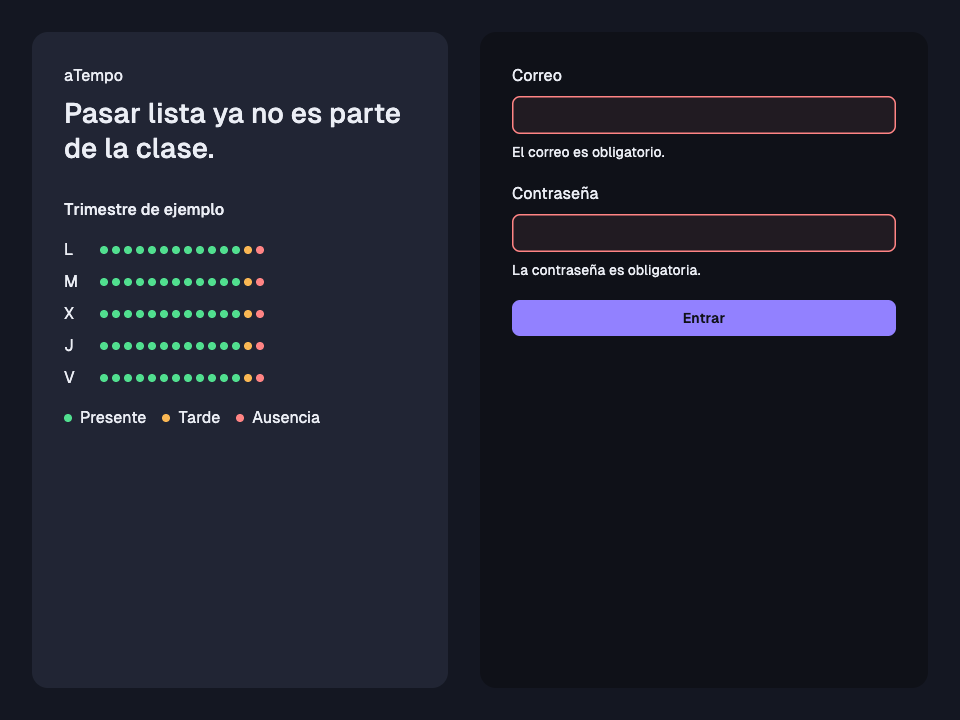 aTempo
Pasar lista ya no es parte
de la clase.
Trimestre de ejemplo
L
M
X
J
V
Presente Tarde Ausencia
Correo
El correo es obligatorio.
Contraseña
La contraseña es obligatoria.
Entrar